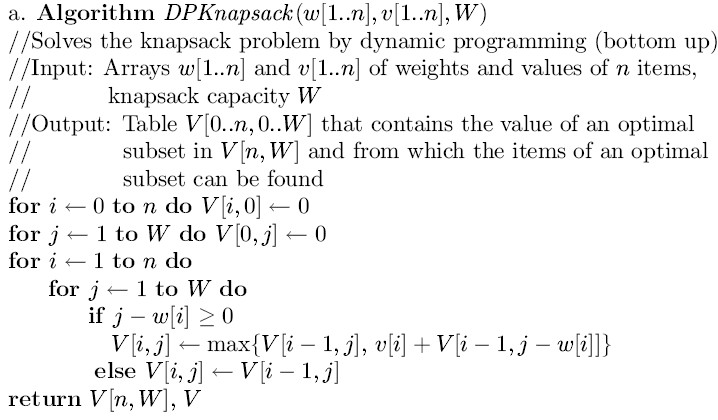 a. Algorithm DPKnapsack(w[1..n], v[1..n], W)
//Solves the knapsack problem by dynamic programming (bottom up)
//Input: Arrays w[1..n] and v[1..n] of weights and values of n items,
// knapsack capacity W
//Output: Table V[0..n, 0..W] that contains the value of an optimal
// subset in V[n, W] and from which the items of an optimal
// subset can be found
for i ← 0 to n do V[i, 0] ← 0
for j ← 1 to W do V[0, j] ← 0
for i ← 1 to n do
for j ← 1 to W do
if j − w[i] ≥ 0
V[i, j] ← max{V[i − 1, j], v[i] + V[i − 1, j − w[i]]}
else V[i, j] ← V[i − 1, j]
return V[n, W], V